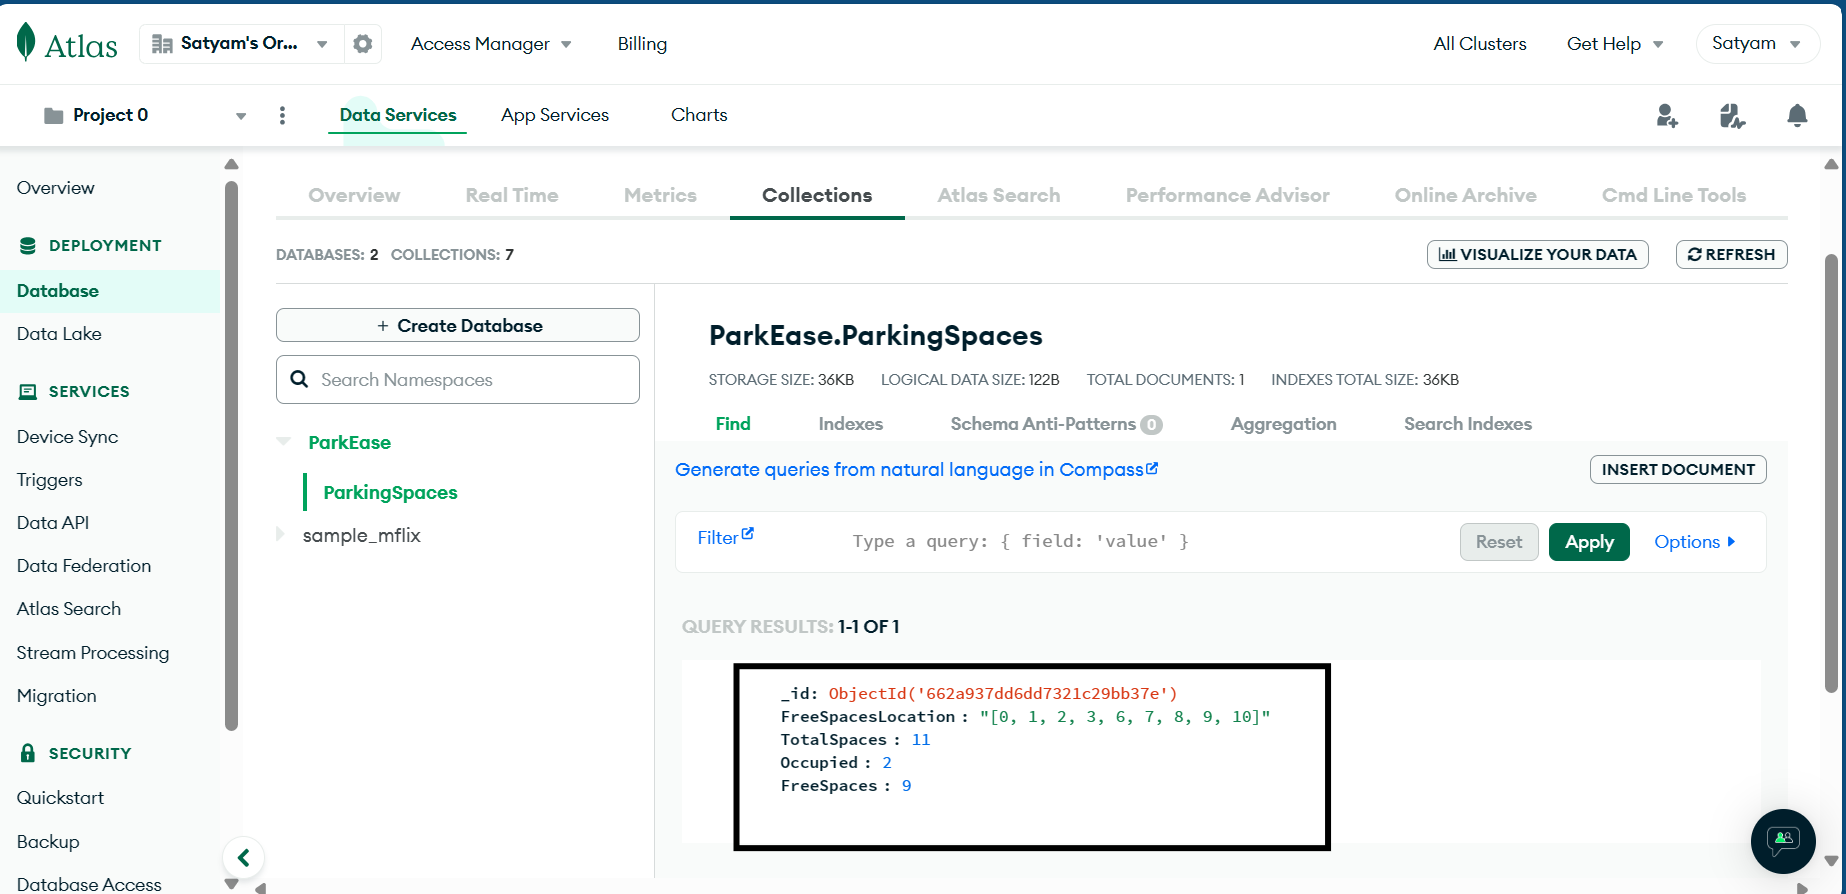 Atlas
Satyam's Or...
Access Manager
Billing
All Clusters
Get Help
Satyam
Project 0
Data Services
App Services
Charts
Overview
DEPLOYMENT
Database
Data Lake
SERVICES
Device Sync
Triggers
Data API
Data Federation
Atlas Search
Stream Processing
Migration
SECURITY
Quickstart
Backup
Database Access
Overview
Real Time
Metrics
Collections
Atlas Search
Performance Advisor
Online Archive
Cmd Line Tools
DATABASES: 2 COLLECTIONS: 7
VISUALIZE YOUR DATA
REFRESH
+ Create Database
Search Namespaces
ParkEase
ParkingSpaces
sample_mflix
ParkEase.ParkingSpaces
STORAGE SIZE: 36KB LOGICAL DATA SIZE: 122B TOTAL DOCUMENTS: 1 INDEXES TOTAL SIZE: 36KB
Find
Indexes
Schema Anti-Patterns 0
Aggregation
Search Indexes
Generate queries from natural language in Compass
INSERT DOCUMENT
Filter
Type a query: { field: 'value' }
Reset
Apply
Options
QUERY RESULTS: 1-1 OF 1
_id: ObjectId('662a937dd6dd7321c29bb37e')
FreeSpacesLocation : "[0, 1, 2, 3, 6, 7, 8, 9, 10]"
TotalSpaces : 11
Occupied : 2
FreeSpaces : 9